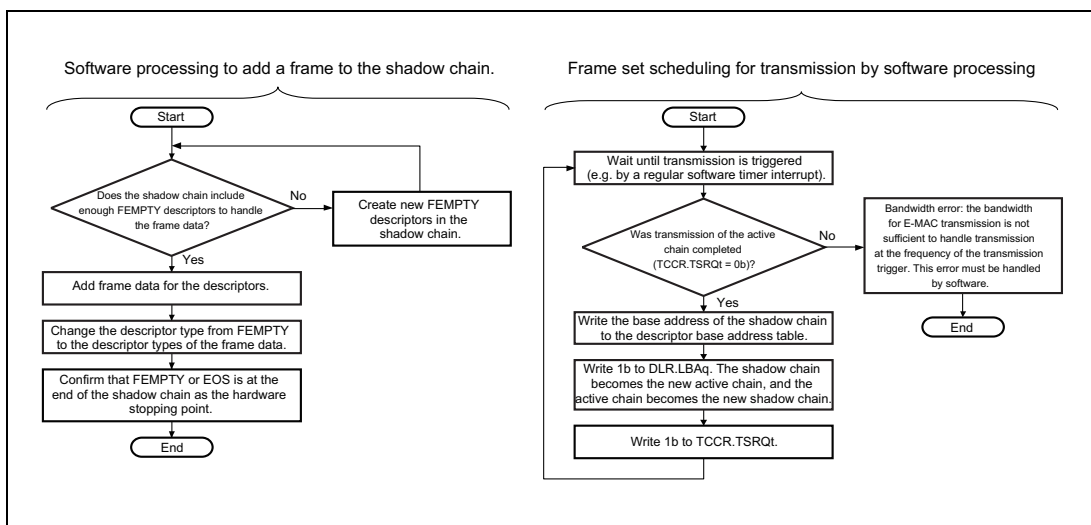 Software processing to add a frame to the shadow chain.
Start
Does the shadow chain include
enough FEMPTY descriptors to handle
the frame data?
No
Create new FEMPTY
descriptors in the
shadow chain.
Yes
Add frame data for the descriptors.
Change the descriptor type from FEMPTY
to the descriptor types of the frame data.
Confirm that FEMPTY or EOS is at the
end of the shadow chain as the hardware
stopping point.
End
Frame set scheduling for transmission by software processing
Start
Wait until transmission is triggered
(e.g. by a regular software timer interrupt).
Was transmission of the active
chain completed
(TCCR.TSRQt = 0b)?
No
Bandwidth error: the bandwidth
for E-MAC transmission is not
sufficient to handle transmission
at the frequency of the transmission
trigger. This error must be handled
by software.
End
Yes
Write the base address of the shadow chain
to the descriptor base address table.
Write 1b to DLR.LBAq. The shadow chain
becomes the new active chain, and the
active chain becomes the new shadow chain.
Write 1b to TCCR.TSRQt.